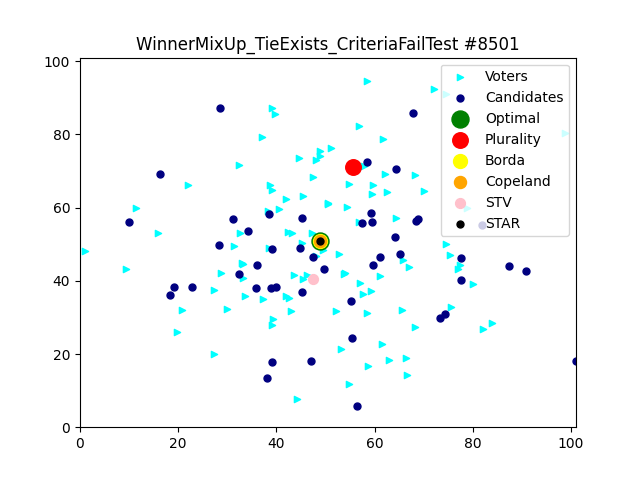 WinnerMixUp_TieExists_CriteriaFailTest #8501
100
80
60
40
20
0
0
20
40
60
80
100
Voters
Candidates
Optimal
Plurality
Borda
Copeland
STV
STAR